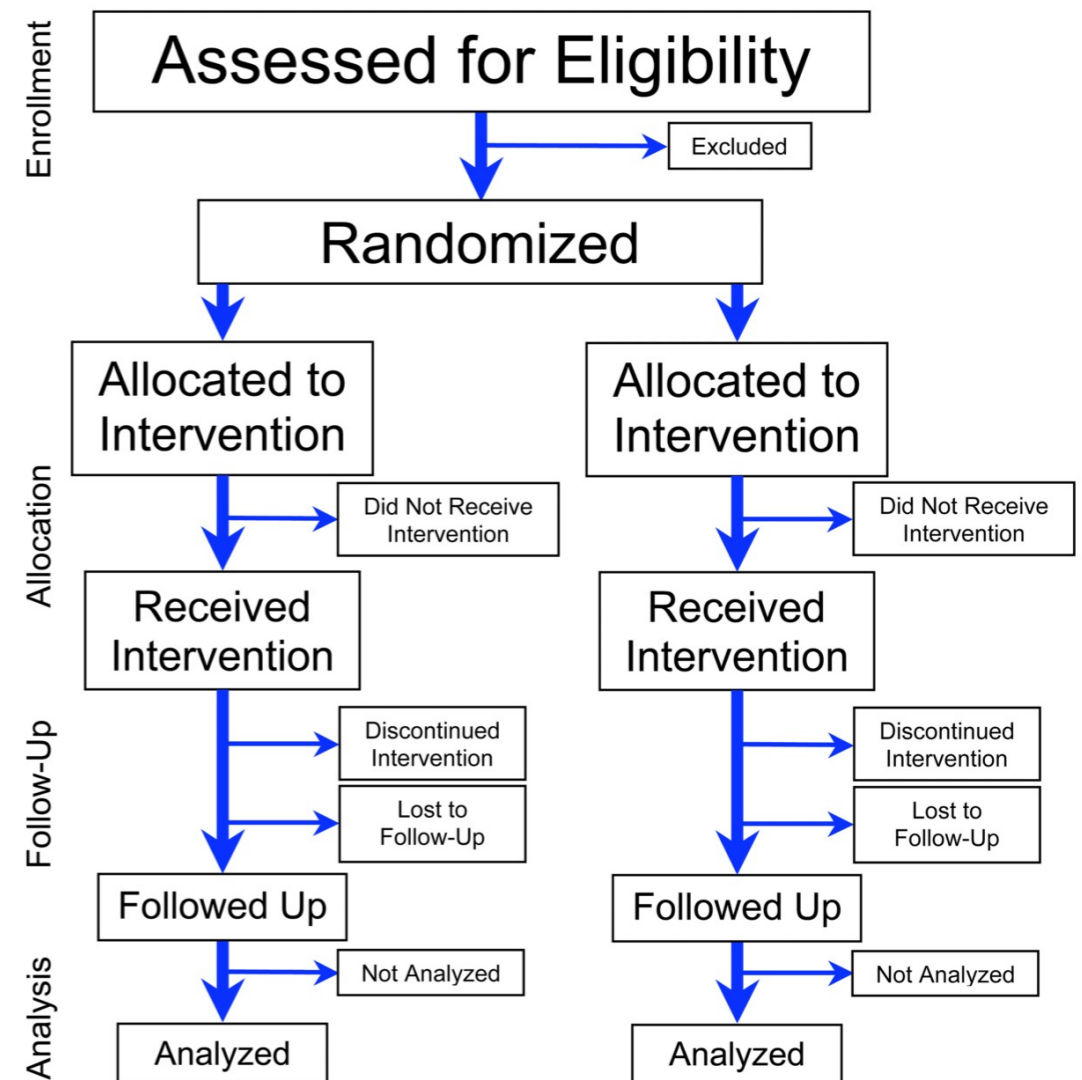 Enrollment
Assessed for Eligibility
Excluded
Randomized
Allocated to
Intervention
Allocated to
Intervention
Allocation
Did Not Receive
Intervention
Did Not Receive
Intervention
Received
Intervention
Received
Intervention
Follow-Up
Discontinued
Intervention
Discontinued
Intervention
Lost to
Follow-Up
Lost to
Follow-Up
Followed Up
Followed Up
Analysis
Not Analyzed
Not Analyzed
Analyzed
Analyzed